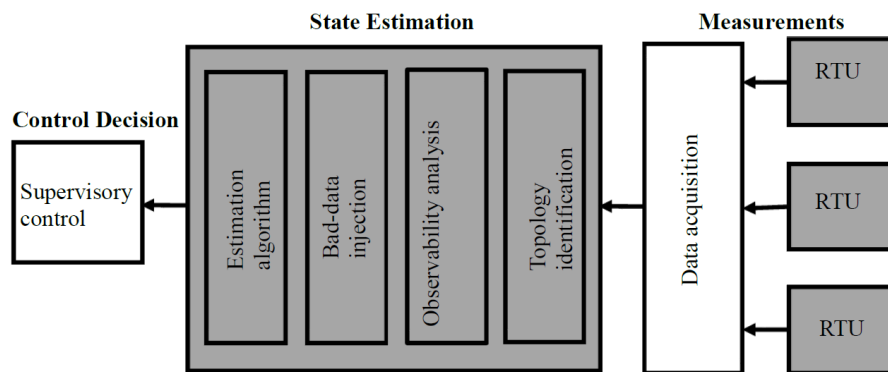 State Estimation
Measurements
Control Decision
Supervisory
control
Estimation
algorithm
Bad-data
injection
Observability analysis
Topology
identification
Data acquisition
RTU
RTU
RTU